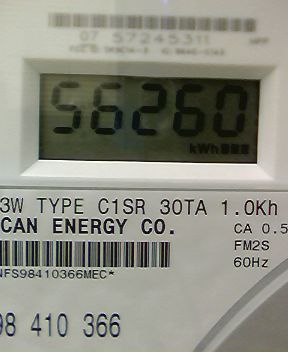 07 57245311
56260
kWh
3W TYPE C1SR 30TA 1.0Kh
CAN ENERGY CO.
CA 0.5
FM2S
60Hz
NFS98410366MEC*
98 410 366